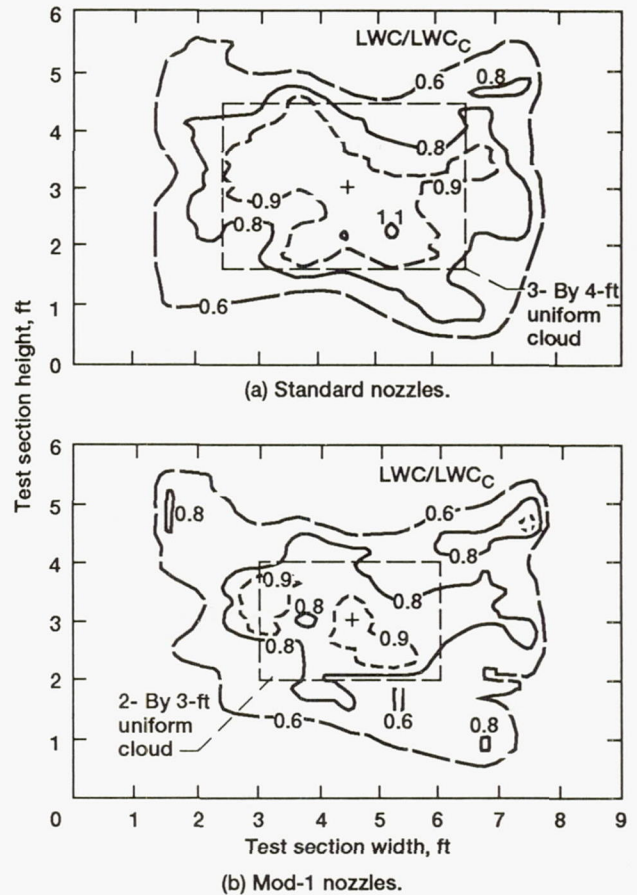 6
LWC/LWCC
5
0.6
0.8
4
0.8
3
0.9
0.9
0.8
1.1
2
3- By 4-ft
uniform
cloud
1
0.6
0
(a) Standard nozzles.
Test section height, ft
6
LWC/LWCC
5
0.8
0.6
4
0.8
0.9
0.8
0.8
3
0.9
0.8
2
2- By 3-ft
uniform
cloud
0.6
0.6
0.8
1
0
0 1 2 3 4 5 6 7 8 9
Test section width, ft
(b) Mod-1 nozzles.